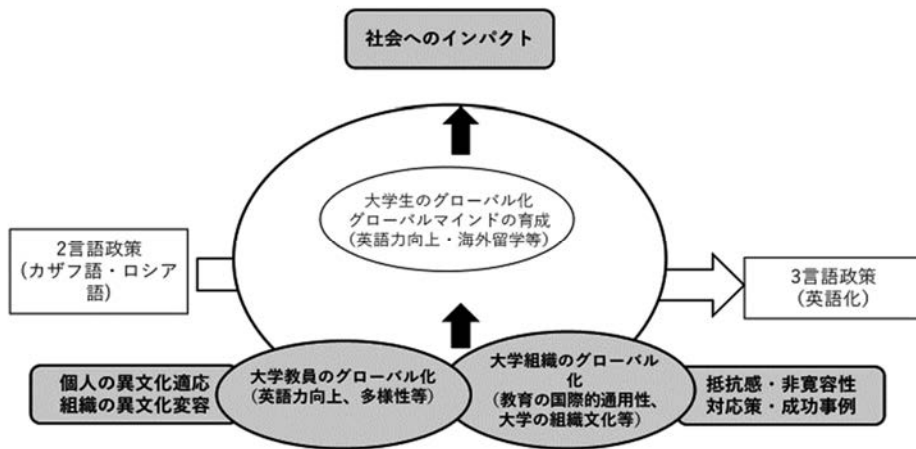 社会へのインパクト
大学生のグローバル化
グローバルマインドの育成
(英語力向上・海外留学等)
2言語政策
(カザフ語・ロシア
語)
3言語政策
(英語化)
個人の異文化適応
組織の異文化変容
大学教員のグローバル化
(英語力向上、多様性等)
大学組織のグローバル
化
(教育の国際的通用性、
大学の組織文化等)
抵抗感・非寛容性
対応策・成功事例